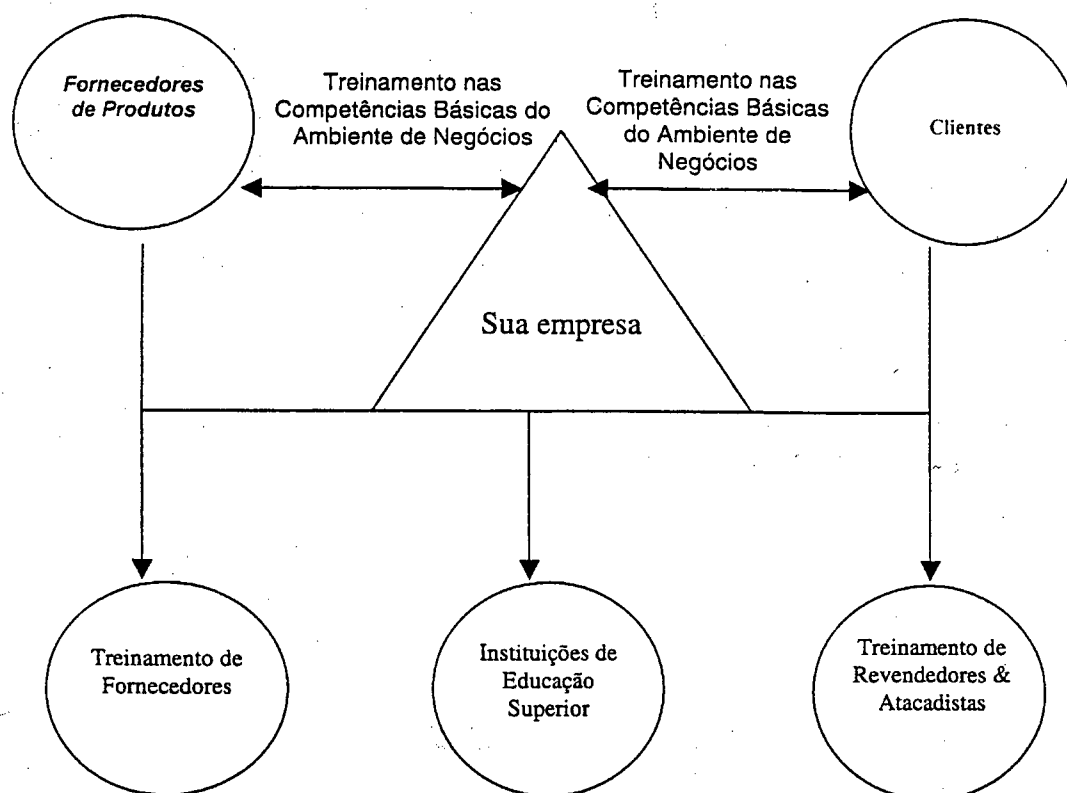 Fornecedores
de Produtos
Treinamento nas
Competências Básicas do
Ambiente de Negócios
Treinamento nas
Competências Básicas
do Ambiente de
Negócios
Clientes
Sua empresa
Treinamento de
Fornecedores
Instituições de
Educação
Superior
Treinamento de
Revendedores &
Atacadistas